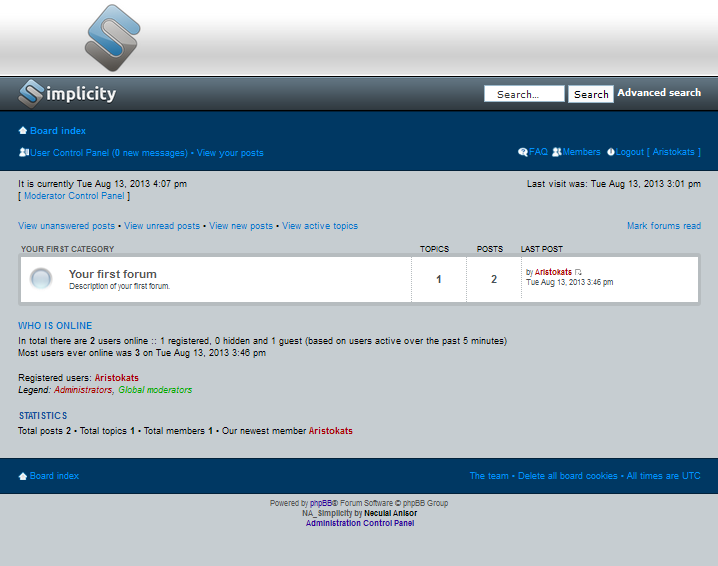 Simplicity
Search... Search Advanced search
Board index
User Control Panel (0 new messages) • View your posts FAQ Members Logout [ Aristokats ]
It is currently Tue Aug 13, 2013 4:07 pm Last visit was: Tue Aug 13, 2013 3:01 pm
[ Moderator Control Panel ]
View unanswered posts • View unread posts • View new posts • View active topics Mark forums read
YOUR FIRST CATEGORY TOPICS POSTS LAST POST
Your first forum 1 2 by Aristokats
Description of your first forum. Tue Aug 13, 2013 3:46 pm
WHO IS ONLINE
In total there are 2 users online :: 1 registered, 0 hidden and 1 guest (based on users active over the past 5 minutes)
Most users ever online was 3 on Tue Aug 13, 2013 3:46 pm
Registered users: Aristokats
Legend: Administrators, Global moderators
STATISTICS
Total posts 2 • Total topics 1 • Total members 1 • Our newest member Aristokats
Board index The team • Delete all board cookies • All times are UTC
Powered by phpBB® Forum Software © phpBB Group
NA_Simplicity by Neculai Anisor
Administration Control Panel